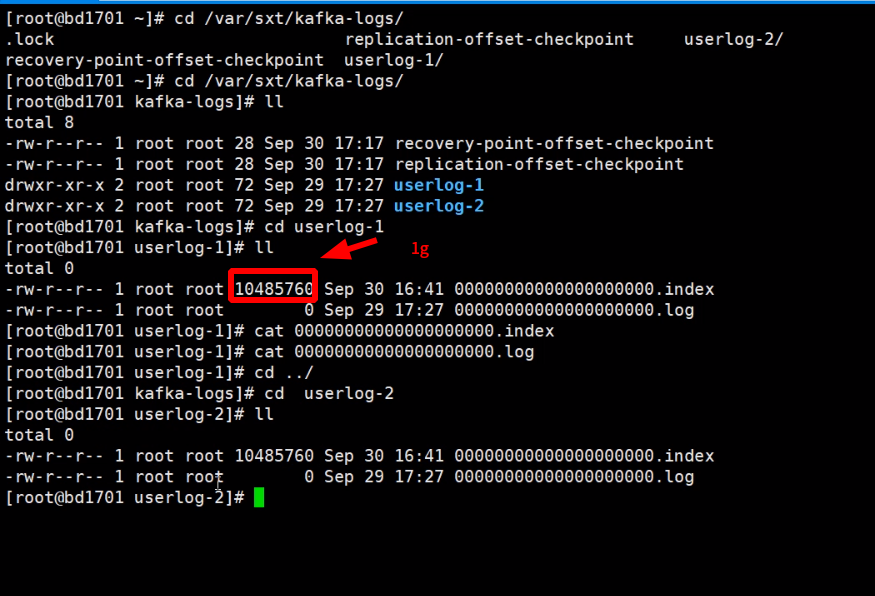 [root@bd1701 ~]# cd /var/sxt/kafka-logs/
.lock                             replication-offset-checkpoint     userlog-2/
recovery-point-offset-checkpoint  userlog-1/
[root@bd1701 ~]# cd /var/sxt/kafka-logs/
[root@bd1701 kafka-logs]# ll
total 8
-rw-r--r-- 1 root root 28 Sep 30 17:17 recovery-point-offset-checkpoint
-rw-r--r-- 1 root root 28 Sep 30 17:17 replication-offset-checkpoint
drwxr-xr-x 2 root root 72 Sep 29 17:27 userlog-1
drwxr-xr-x 2 root root 72 Sep 29 17:27 userlog-2
[root@bd1701 kafka-logs]# cd userlog-1
[root@bd1701 userlog-1]# ll 1g
total 0
-rw-r--r-- 1 root root 10485760 Sep 30 16:41 00000000000000000000.index
-rw-r--r-- 1 root root        0 Sep 29 17:27 00000000000000000000.log
[root@bd1701 userlog-1]# cat 00000000000000000000.index
[root@bd1701 userlog-1]# cat 00000000000000000000.log
[root@bd1701 userlog-1]# cd ../
[root@bd1701 kafka-logs]# cd  userlog-2
[root@bd1701 userlog-2]# ll
total 0
-rw-r--r-- 1 root root 10485760 Sep 30 16:41 00000000000000000000.index
-rw-r--r-- 1 root root        0 Sep 29 17:27 00000000000000000000.log
[root@bd1701 userlog-2]#